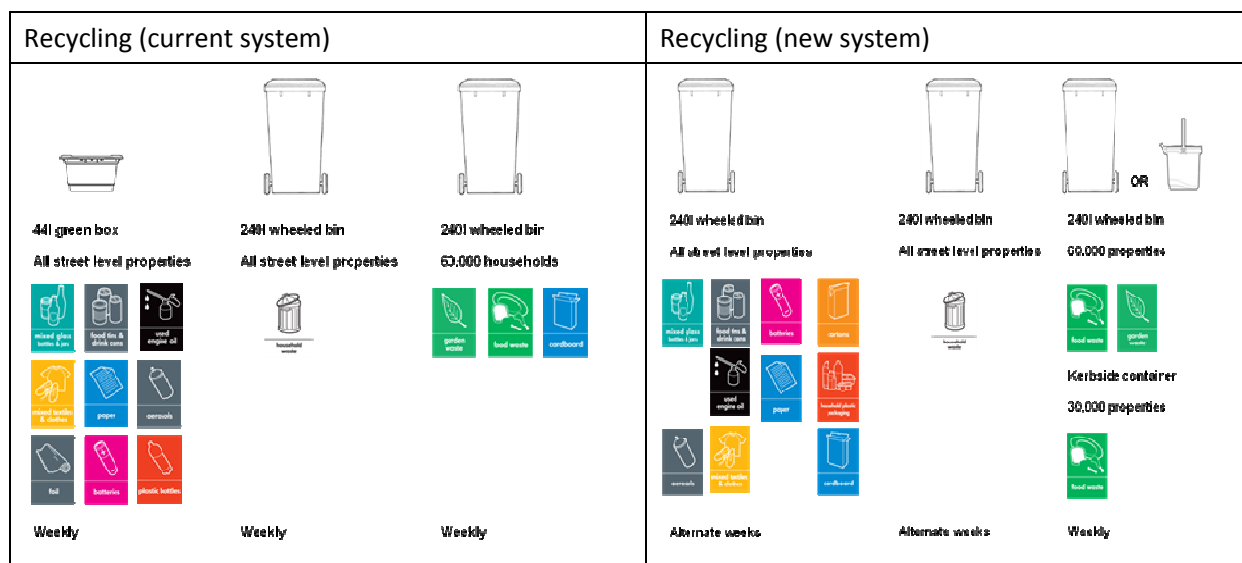 Recycling (current system)
44l green box
All street level properties
mixed glass
bottles & jars
food tins &
drink cans
used
engine oil
mixed textiles
& clothes
paper
aerosols
foil
batteries
plastic bottles
Weekly
240l wheeled bin
All street level properties
household
waste
Weekly
240l wheeled bin
households
garden
waste
food waste
cardboard
Weekly
Recycling (new system)
240l wheeled bin
All street level properties
mixed glass
bottles & jars
food tins &
drink cans
batteries
cartons
used
engine oil
paper
household plastic
packaging
aerosols
mixed textiles
& clothes
cardboard
Alternate weeks
240l wheeled bin
All street level properties
household
waste
Alternate weeks
OR
240l wheeled bin
60,000 properties
food waste
garden
waste
Kerbside container
30,000 properties
food waste
Weekly